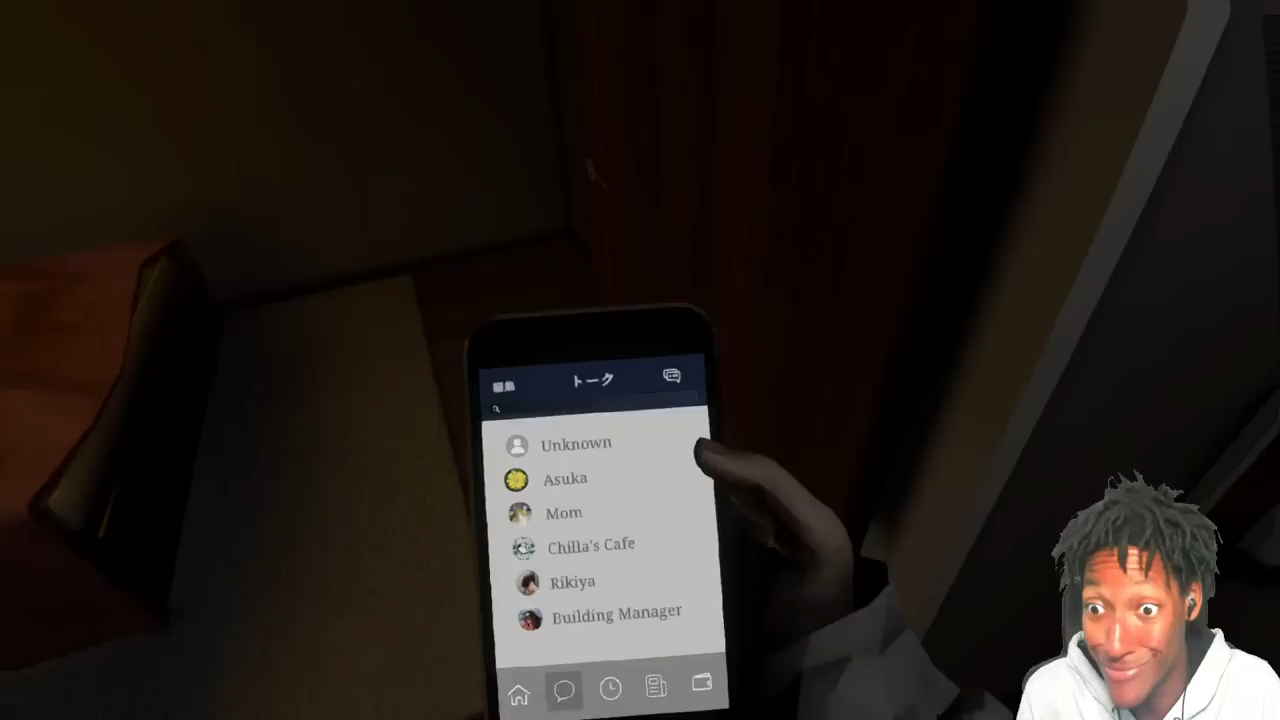 編集 トーク
Unknown
Asuka
Mom
Chilla's Cafe
Rikiya
Building Manager